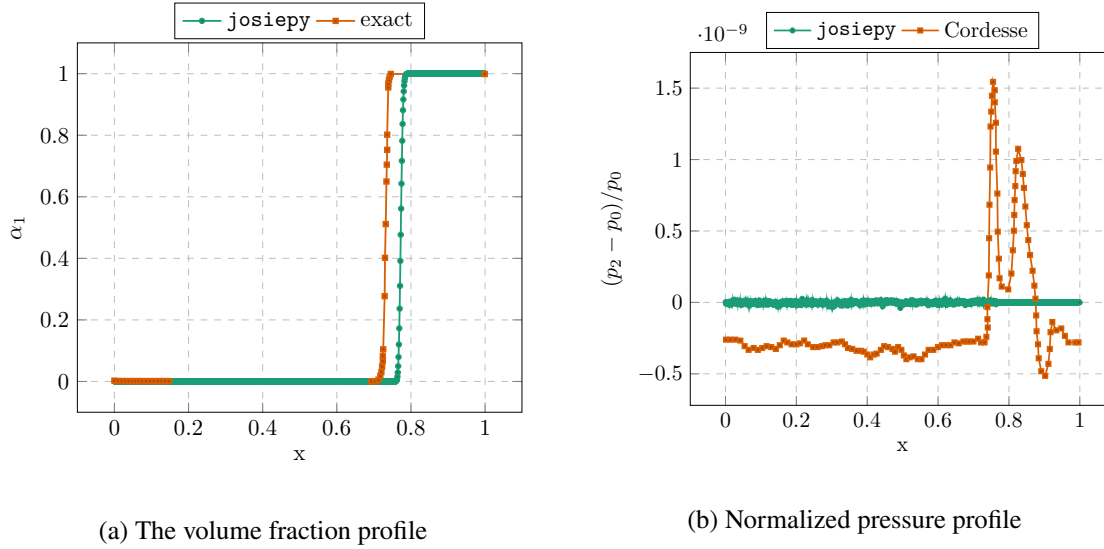 josiepy exact
1
0.8
0.6
0.4
0.2
0
α₁
0 0.2 0.4 0.6 0.8 1
x
(a) The volume fraction profile
·10⁻⁹
josiepy Cordesse
1.5
1
0.5
0
−0.5
(p₂ − p₀)/p₀
0 0.2 0.4 0.6 0.8 1
x
(b) Normalized pressure profile